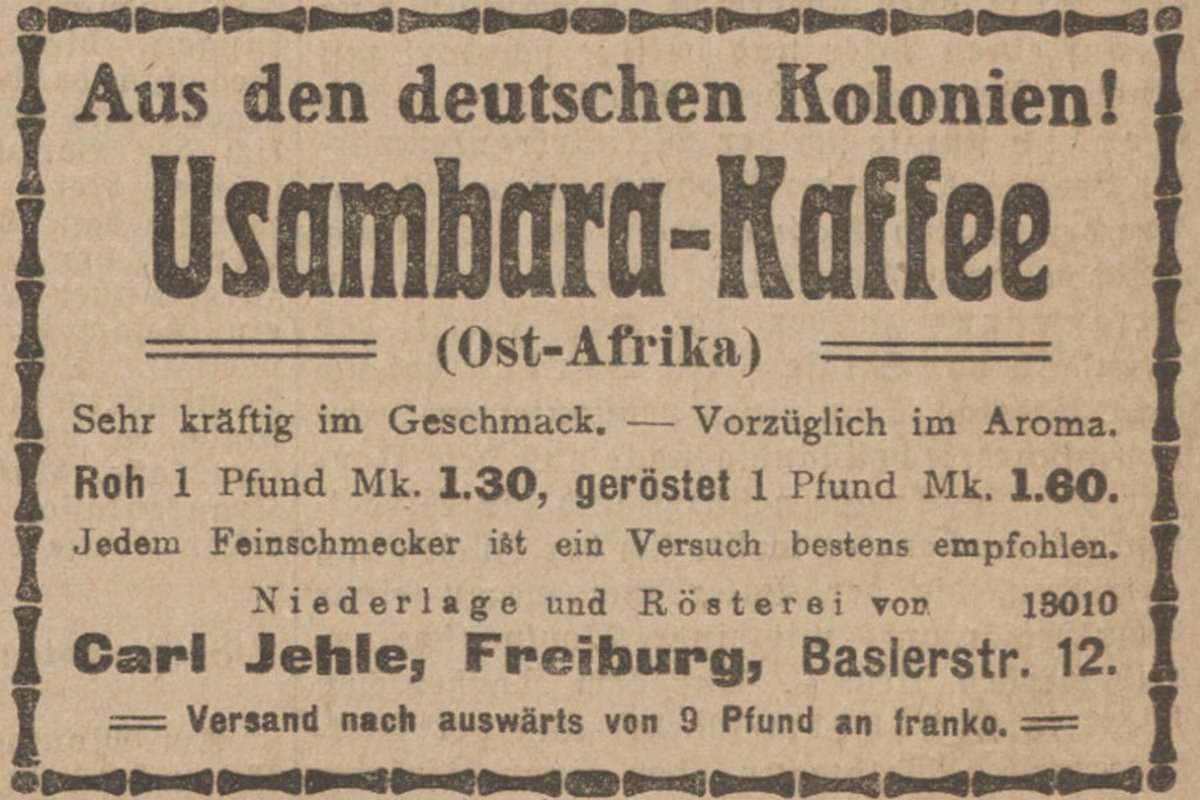 Aus den deutschen Kolonien!
Usambara-Kaffee
(Ost-Afrika)
Sehr kräftig im Geschmack. — Vorzüglich im Aroma.
Roh 1 Pfund Mk. 1.30, geröstet 1 Pfund Mk. 1.60.
Jedem Feinschmecker ist ein Versuch bestens empfohlen.
Niederlage und Rösterei von 13010
Carl Jehle, Freiburg, Baslerstr. 12.
Versand nach auswärts von 9 Pfund an franko.